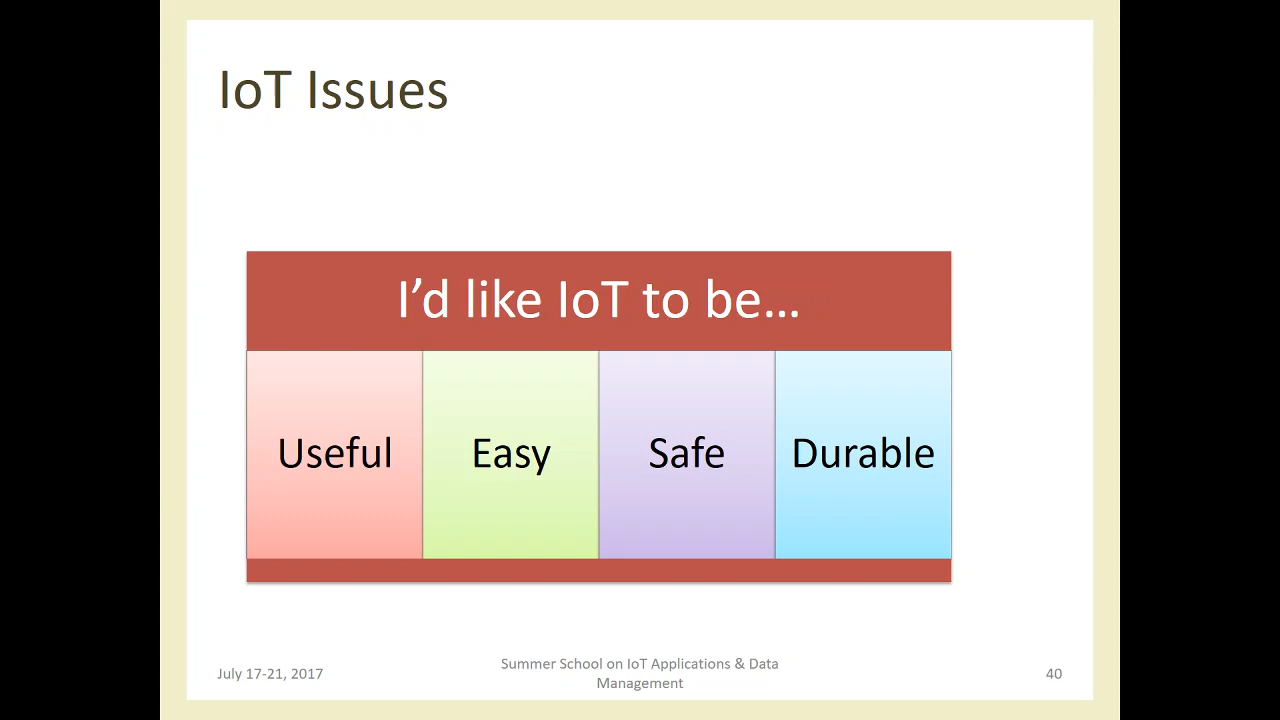 IoT Issues
I’d like IoT to be…
Useful
Easy
Safe
Durable
July 17-21, 2017
Summer School on IoT Applications & Data
Management
40